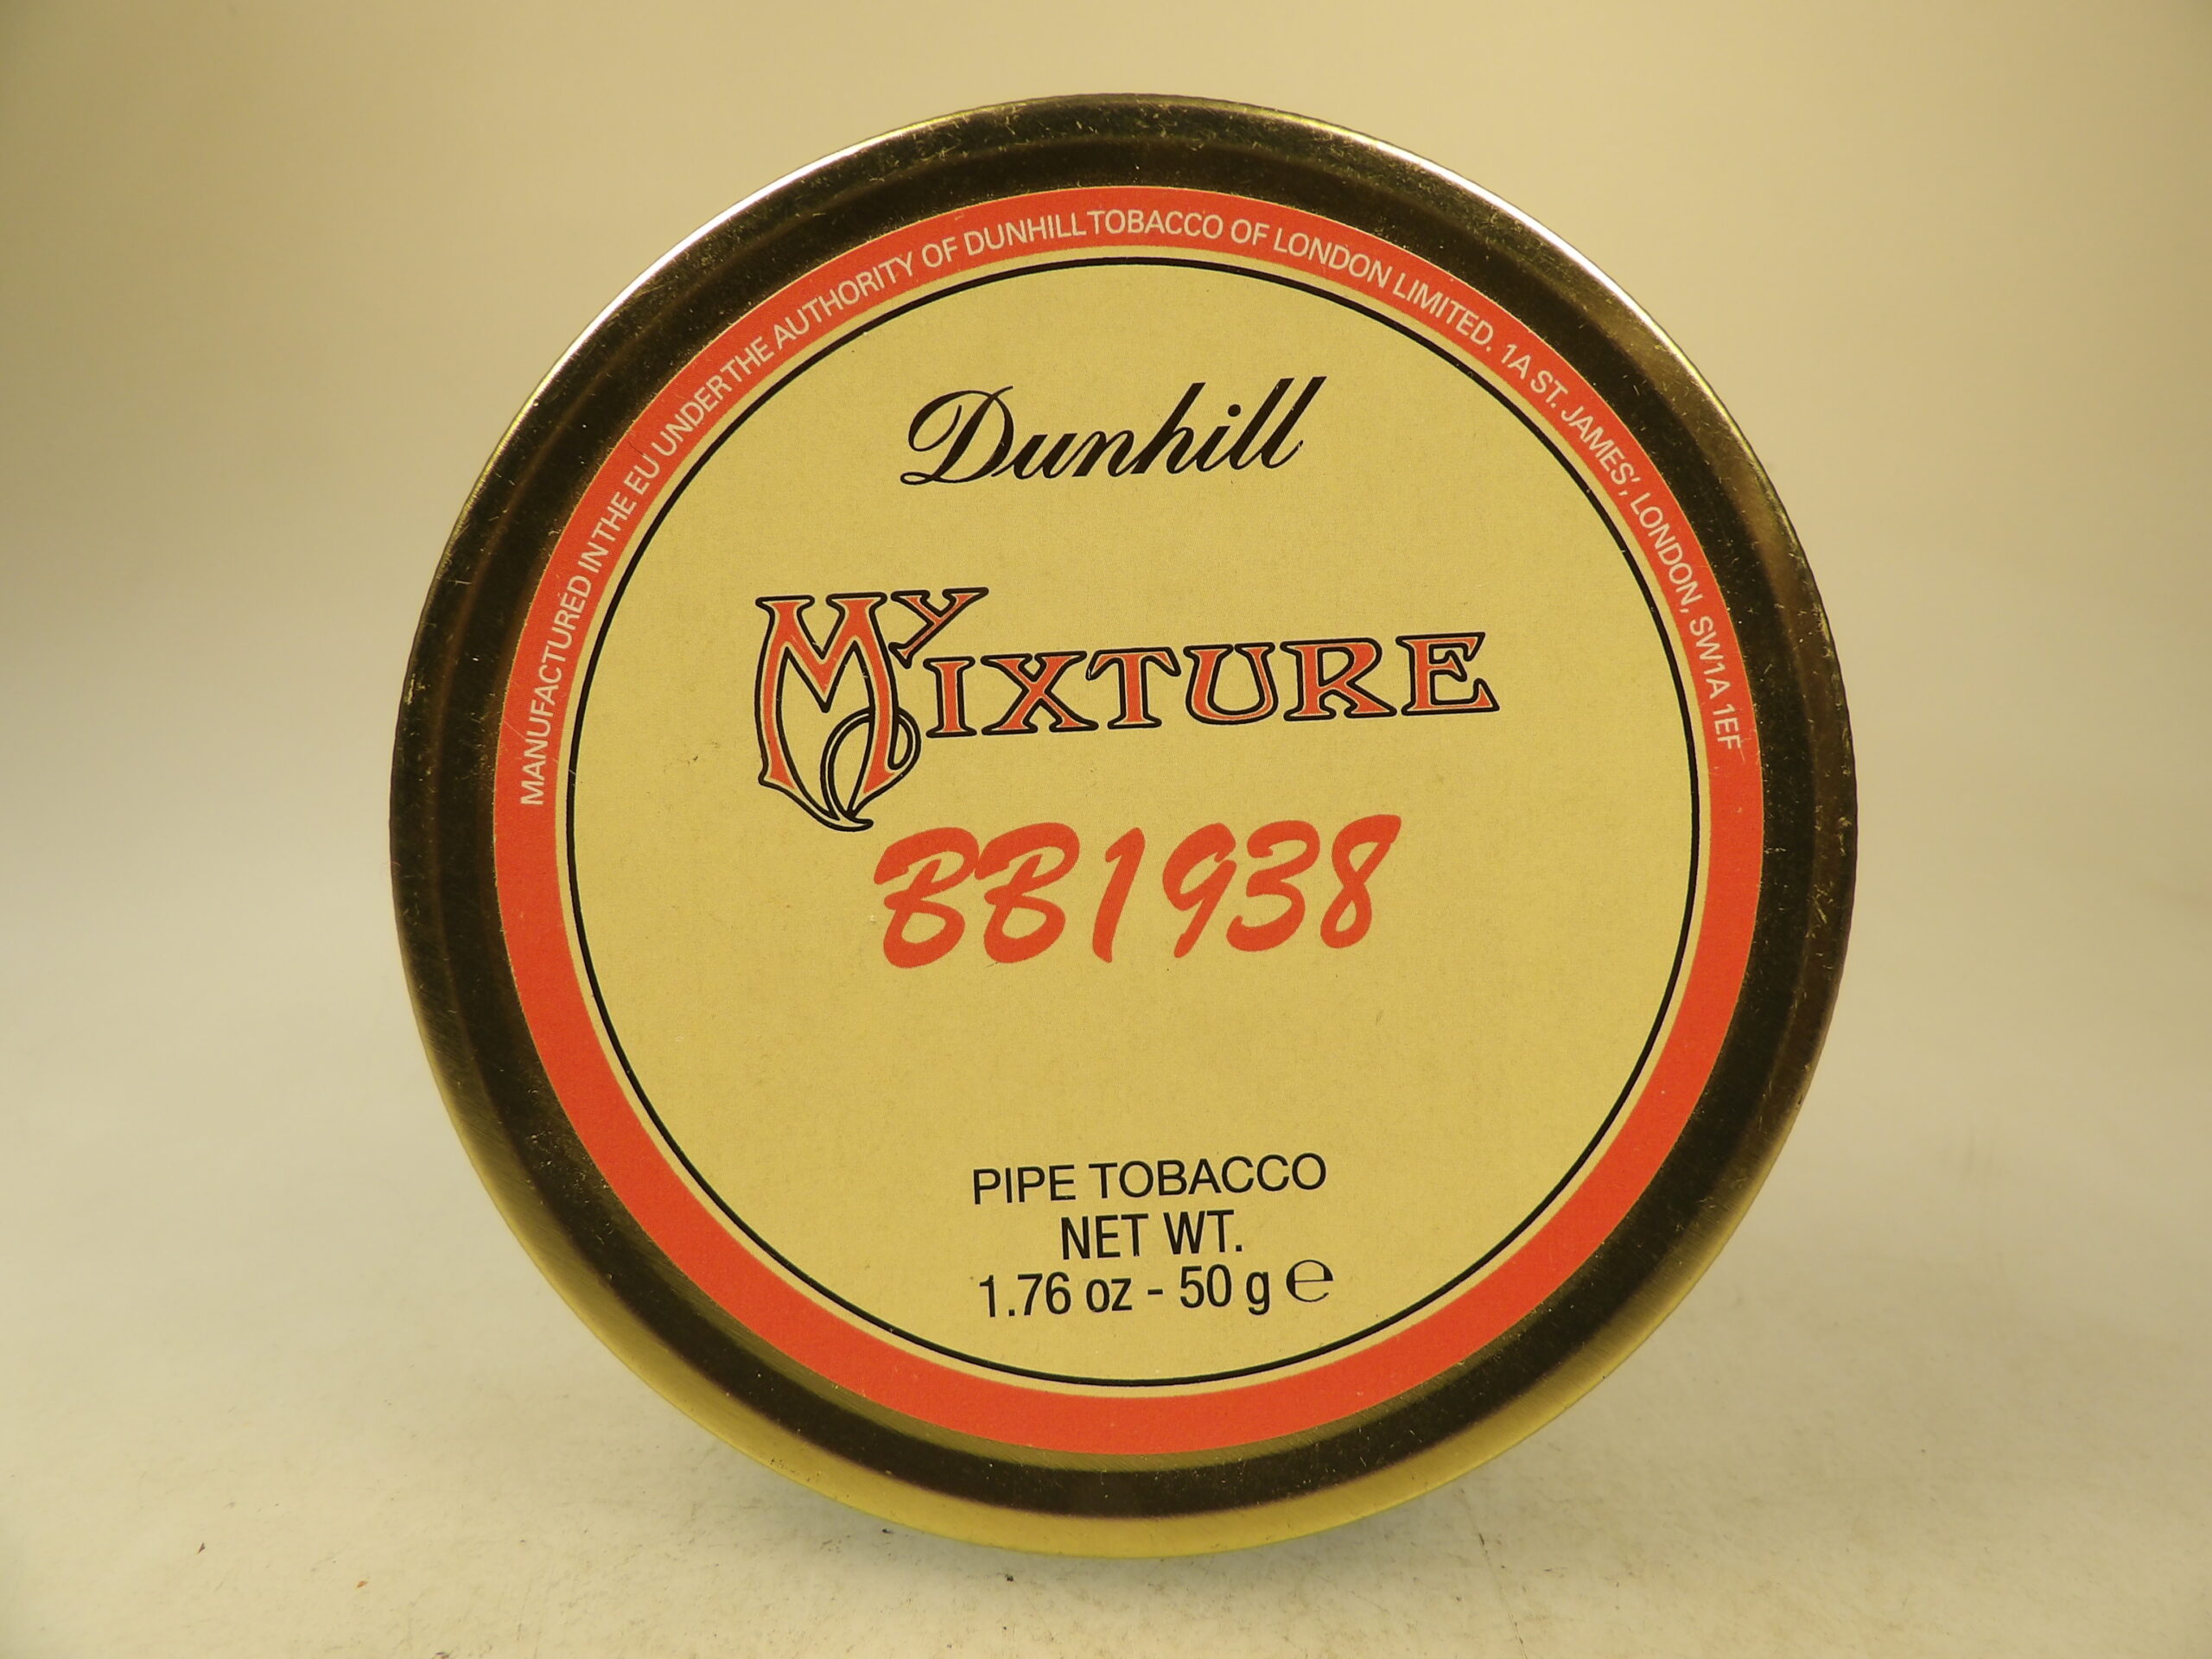 MANUFACTURED IN THE EU UNDER THE AUTHORITY OF DUNHILL TOBACCO OF LONDON LIMITED. 1A ST. JAMES', LONDON, SW1A 1EF
Dunhill
MY MIXTURE
BB1938
PIPE TOBACCO
NET WT.
1.76 oz - 50 g ℮